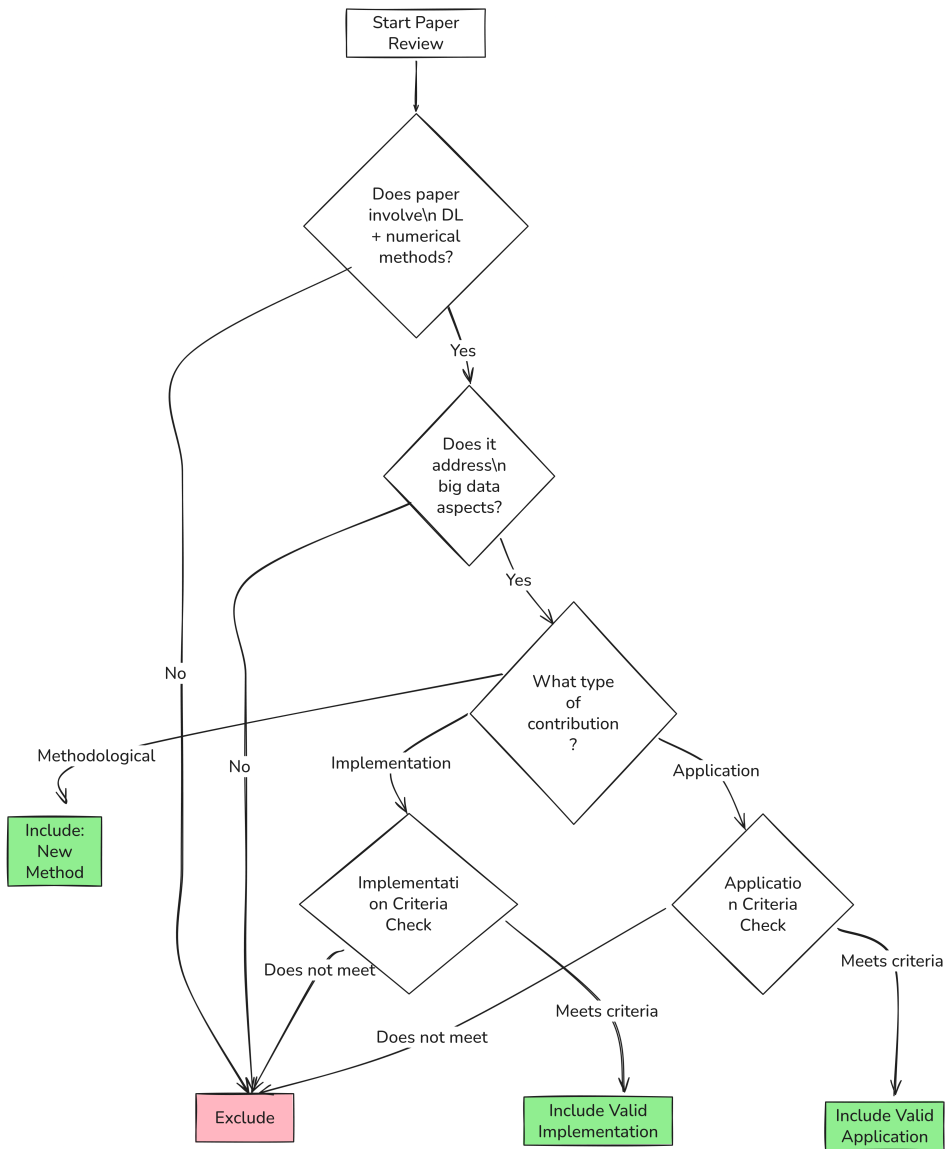 Start Paper
Review
Does paper
involve\n DL
+ numerical
methods?
Yes
Does it
address\n
big data
aspects?
Yes
What type
of
contribution
?
No
Methodological
No
Implementation
Application
Include:
New
Method
Implementati
on Criteria
Check
Applicatio
n Criteria
Check
Does not meet
Meets criteria
Meets criteria
Does not meet
Exclude
Include Valid
Implementation
Include Valid
Application